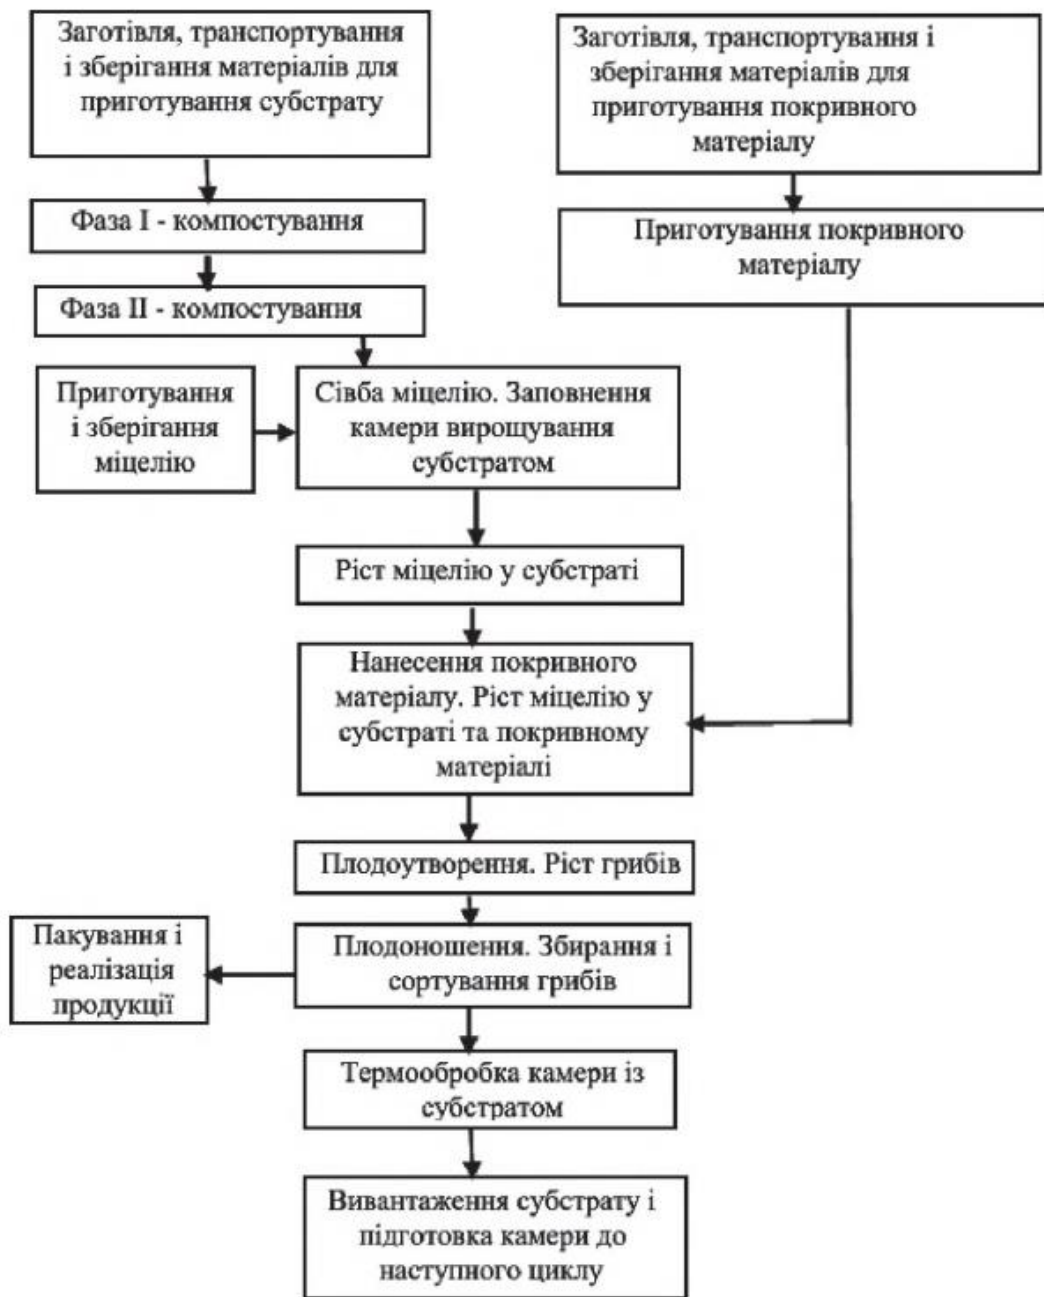 Заготівля, транспортування
і зберігання матеріалів для
приготування субстрату
Заготівля, транспортування і
зберігання матеріалів для
приготування покривного
матеріалу
Фаза І - компостування
Приготування покривного
матеріалу
Фаза ІІ - компостування
Приготування
і зберігання
міцелію
Сівба міцелію. Заповнення
камери вирощування
субстратом
Ріст міцелію у субстраті
Нанесення покривного
матеріалу. Ріст міцелію у
субстраті та покривному
матеріалі
Плодоутворення. Ріст грибів
Пакування і
реалізація
продукції
Плодоношення. Збирання і
сортування грибів
Термообробка камери із
субстратом
Вивантаження субстрату і
підготовка камери до
наступного циклу